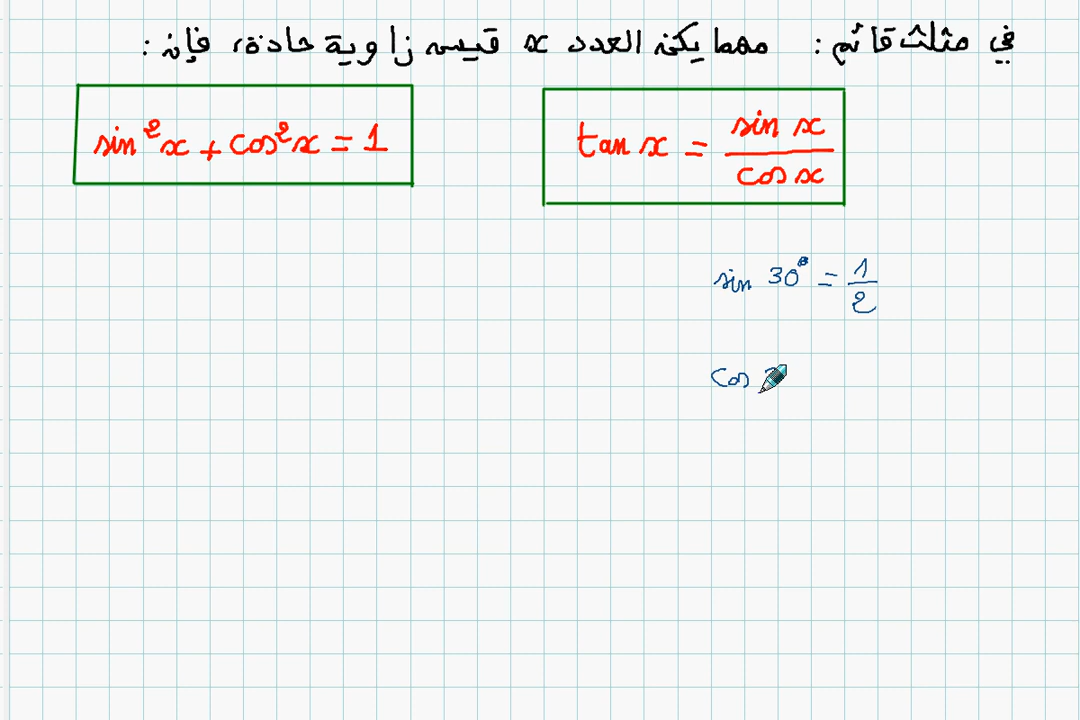 في مثلث قائم : مهما يكن العدد x قيس زاوية حادة، فإن :
sin²x + cos²x = 1
tan x = sin x / cos x
sin 30° = 1/2
cos